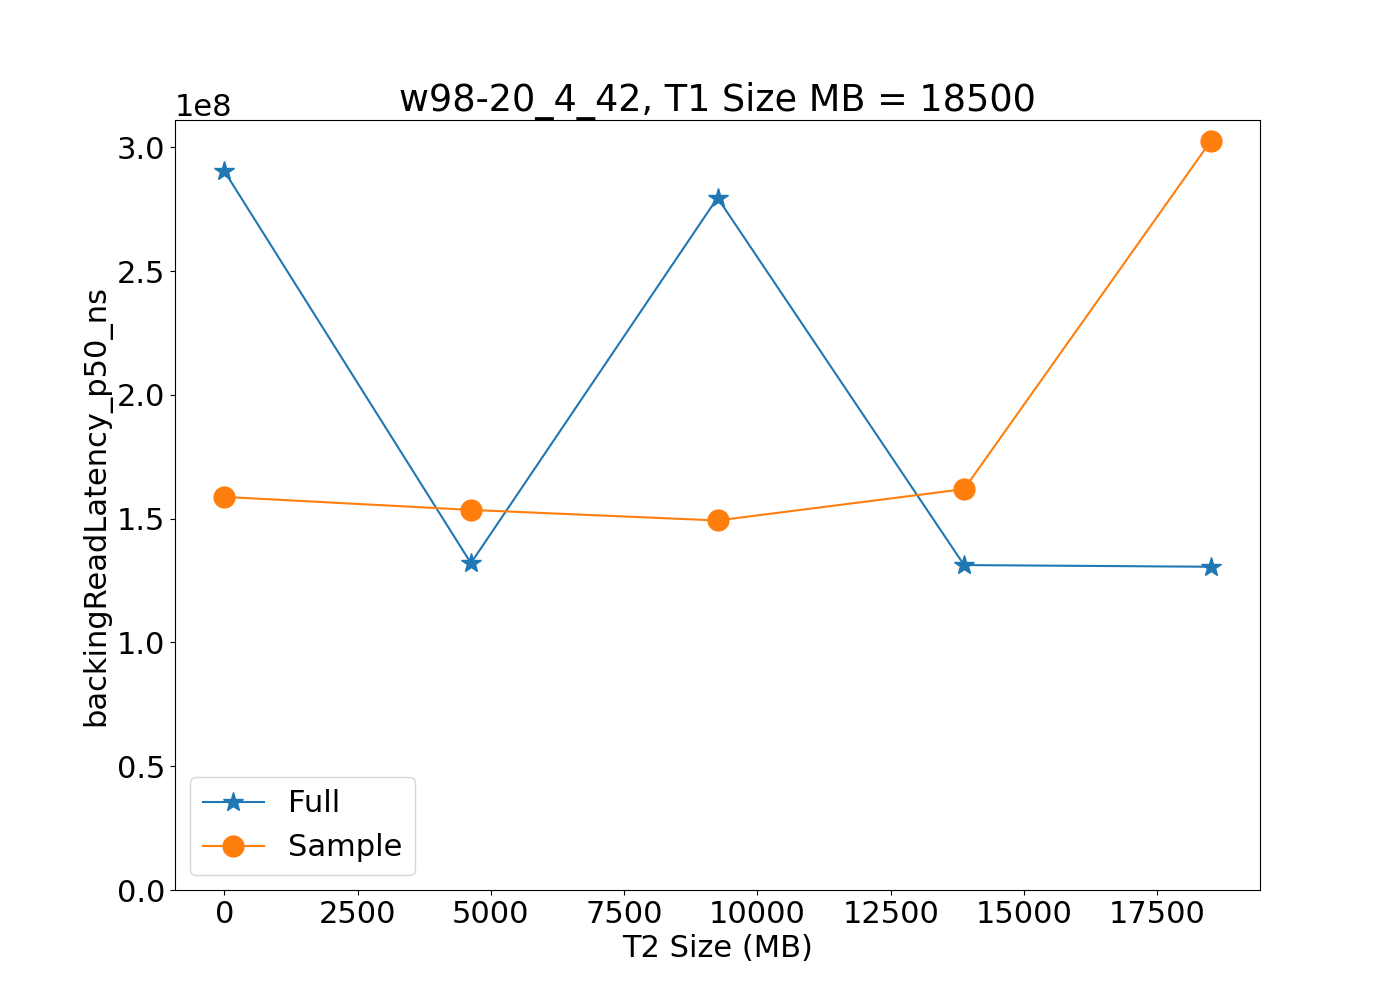 w98-20_4_42, T1 Size MB = 18500
1e8
3.0
2.5
2.0
1.5
1.0
0.5
0.0
backingReadLatency_p50_ns
Full
Sample
0 2500 5000 7500 10000 12500 15000 17500
T2 Size (MB)